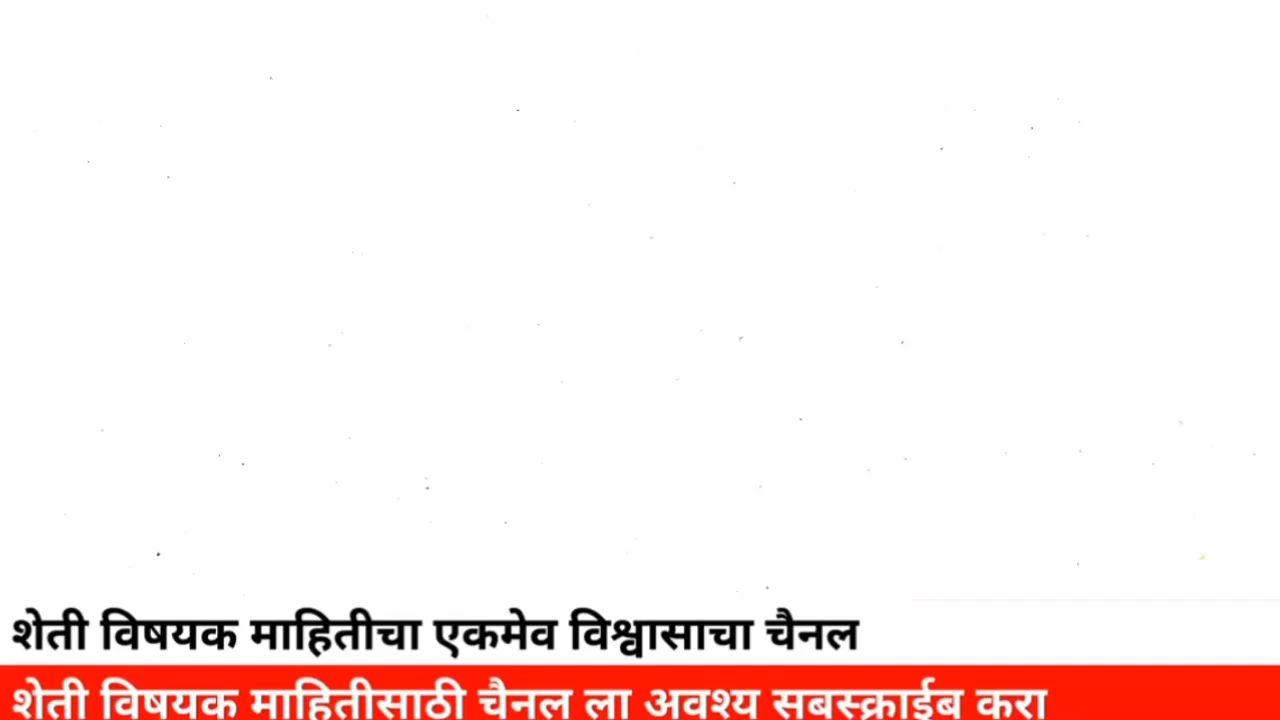 शेती विषयक माहितीचा एकमेव विश्वासाचा चैनल
शेती विषयक माहितीसाठी चैनल ला अवश्य सबस्क्राईब करा